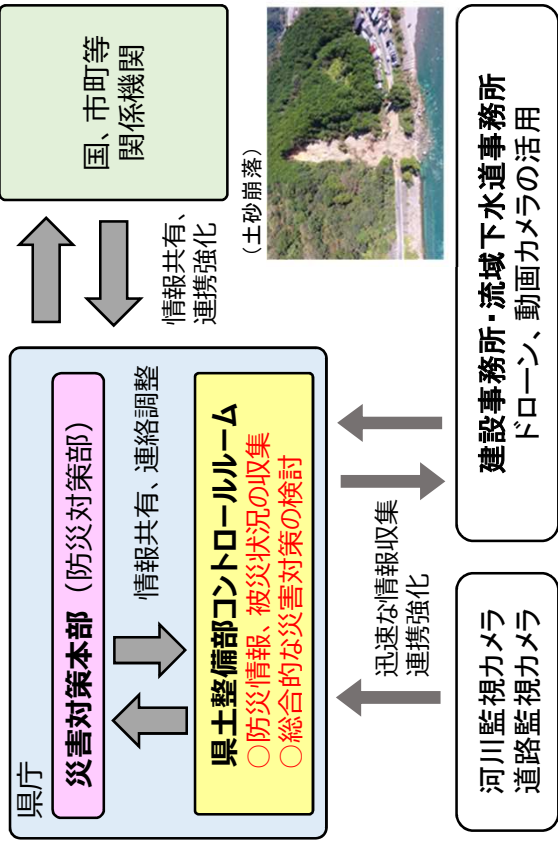 県庁
災害対策本部（防災対策部）
情報共有、連絡調整
県土整備部コントロールルーム
○防災情報、被災状況の収集
○総合的な災害対策の検討
情報共有、
連携強化
国、市町等
関係機関
（土砂崩落）
迅速な情報収集
連携強化
河川監視カメラ
道路監視カメラ
建設事務所・流域下水道事務所
ドローン、動画カメラの活用